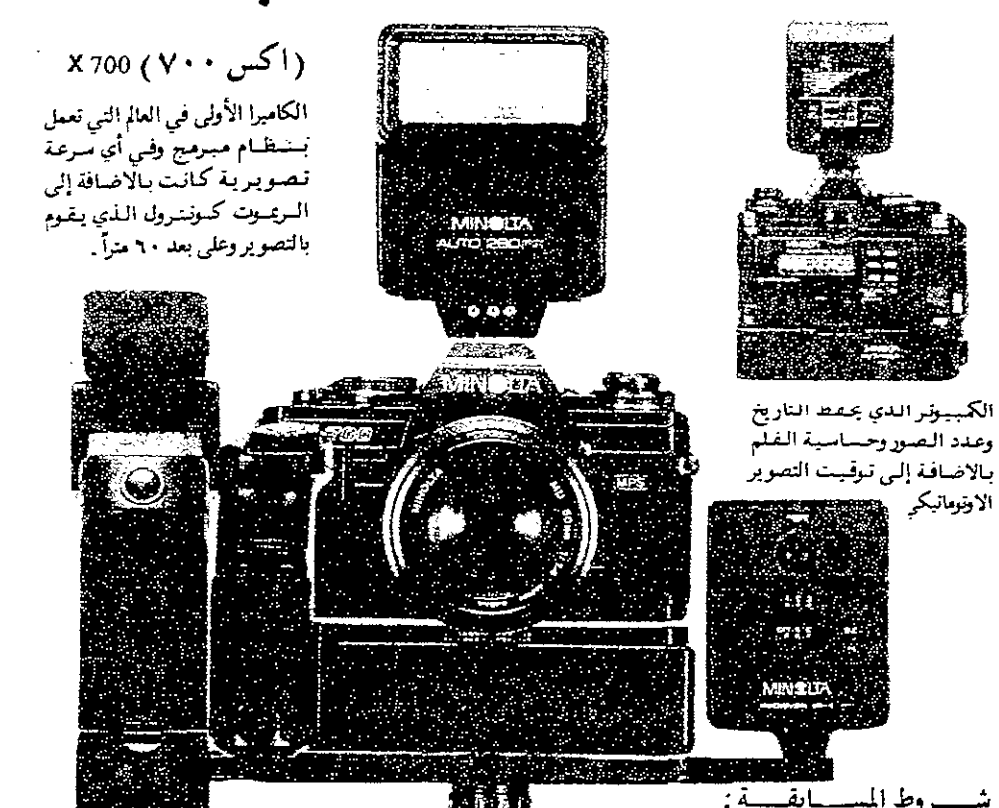 (اكس ٧٠٠) X 700
الكاميرا الأولى في العالم التي تعمل
بنظام مبرمج وفي أي سرعة
تصويرية كانت بالاضافة إلى
الريموت كونترول الذي يقوم
بالتصوير وعلى بعد ٦٠ متراً.
MINOLTA
AUTO 280PX
MINOLTA
MPS
MD 50mm
الكمبيوتر الذي يحفظ التاريخ
وعدد الصور وحساسية الفلم
بالاضافة إلى توقيت التصوير
الاوتوماتيكي
MINOLTA
شروط المسابقة :